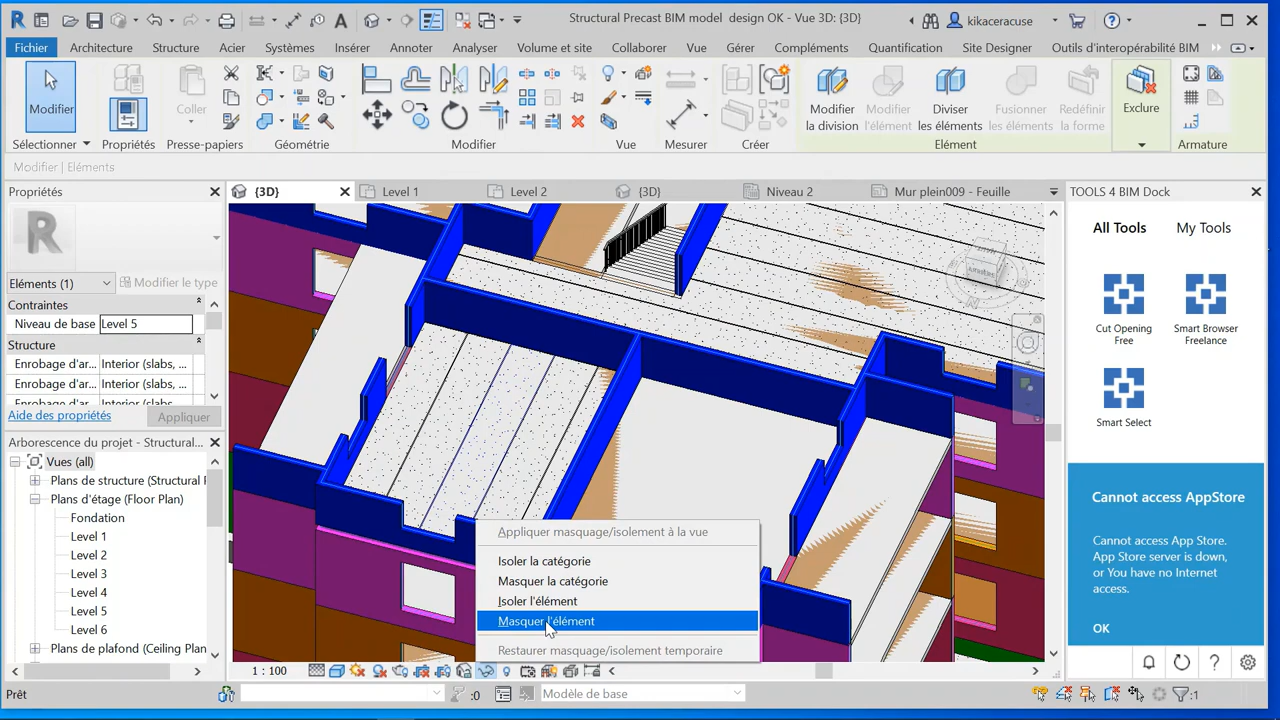 Structural Precast BIM model design OK - Vue 3D: {3D}
kikaceracuse
Fichier Architecture Structure Acier Systèmes Insérer Annoter Analyser Volume et site Collaborer Vue Gérer Compléments Quantification Site Designer Outils d'interopérabilité BIM
Modifier Coller Modifier la division Modifier l'élément Diviser les éléments Fusionner les éléments Redéfinir la forme Exclure
Sélectionner Propriétés Presse-papiers Géométrie Modifier Vue Mesurer Créer Elément Armature
Modifier | Eléments
Propriétés
{3D} Level 1 Level 2 {3D} Niveau 2 Mur plein009 - Feuille
TOOLS 4 BIM Dock
All Tools My Tools
Eléments (1) Modifier le type
Contraintes
Niveau de base Level 5
Structure
Enrobage d'ar... Interior (slabs, ...
Enrobage d'ar... Interior (slabs, ...
Aide des propriétés Appliquer
Arborescence du projet - Structural...
Vues (all)
Plans de structure (Structural P
Plans d'étage (Floor Plan)
Fondation
Level 1
Level 2
Level 3
Level 4
Level 5
Level 6
Plans de plafond (Ceiling Plan
Appliquer masquage/isolement à la vue
Isoler la catégorie
Masquer la catégorie
Isoler l'élément
Masquer l'élément
Restaurer masquage/isolement temporaire
Cut Opening Free
Smart Browser Freelance
Smart Select
Cannot access AppStore
Cannot access App Store.
App Store server is down,
or You have no Internet
access.
OK
1 : 100
Prêt :0 Modèle de base :1